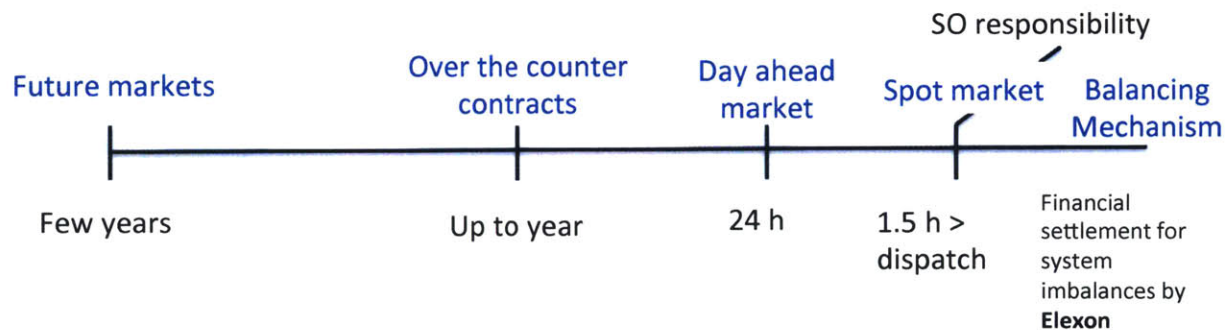 SO responsibility
Future markets
Over the counter
contracts
Day ahead
market
Spot market
Balancing
Mechanism
Few years
Up to year
24 h
1.5 h >
dispatch
Financial
settlement for
system
imbalances by
Elexon